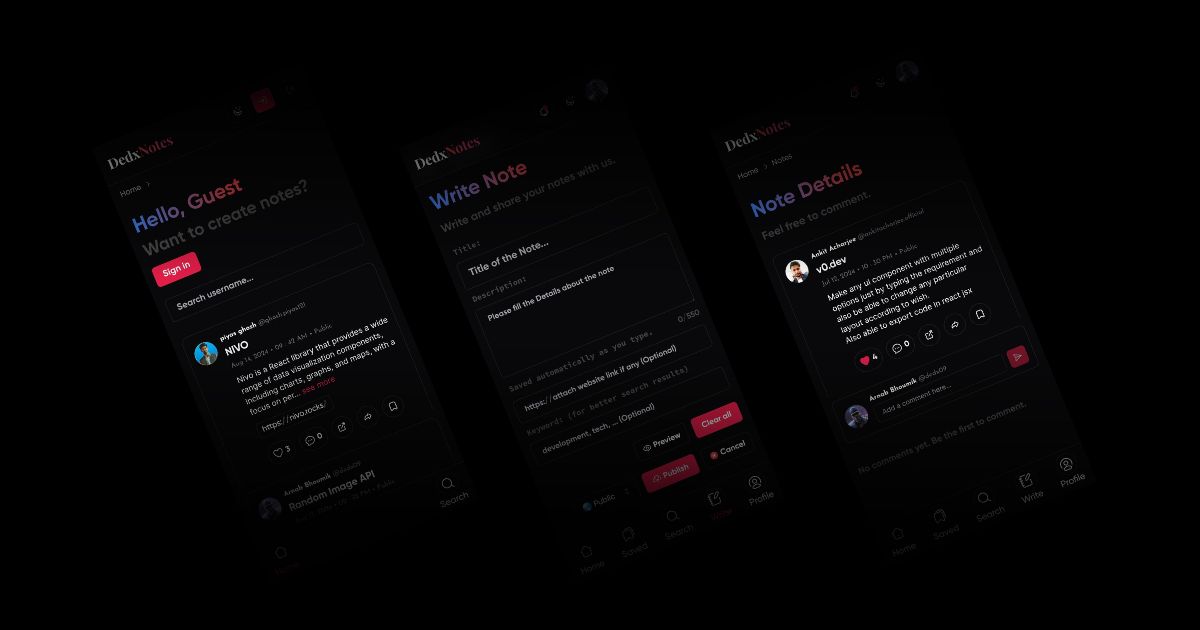 DedxNotes
Home >
Hello, Guest
Want to create notes?
Sign in
Search username...
Piyas ghosh @ghoshpiyas101
NIVO
Aug 14, 2024 • 09 : 42 AM • Public
Nivo is a React library that provides a wide
range of data visualization components,
including charts, graphs, and maps, with a
focus on per... see more
https://nivo.rocks/
3
0
Arnab Bhoumik @dedx09
Random Image API
Public
Home
Search
DedxNotes
Write Note
Write and share your notes with us.
Title:
Title of the Note...
Description:
Please fill the Details about the note
0/550
Saved automatically as you type.
https://attach website link if any (Optional)
Keyword: (for better search results)
development, tech, ... (Optional)
Preview
Clear all
Public
Publish
Cancel
Home
Saved
Search
Write
Profile
DedxNotes
Home > Notes
Note Details
Feel free to comment.
Ankit Acharjee @ankitacharjee.official
v0.dev
Jul 12, 2024 • 10 : 30 PM • Public
Make any ui component with multiple
options just by typing the requirement and
also be able to change any particular
layout according to wish.
Also able to export code in react jsx
4
0
Arnab Bhoumik @dedx09
Add a comment here...
No comments yet. Be the first to comment.
Home
Saved
Search
Write
Profile